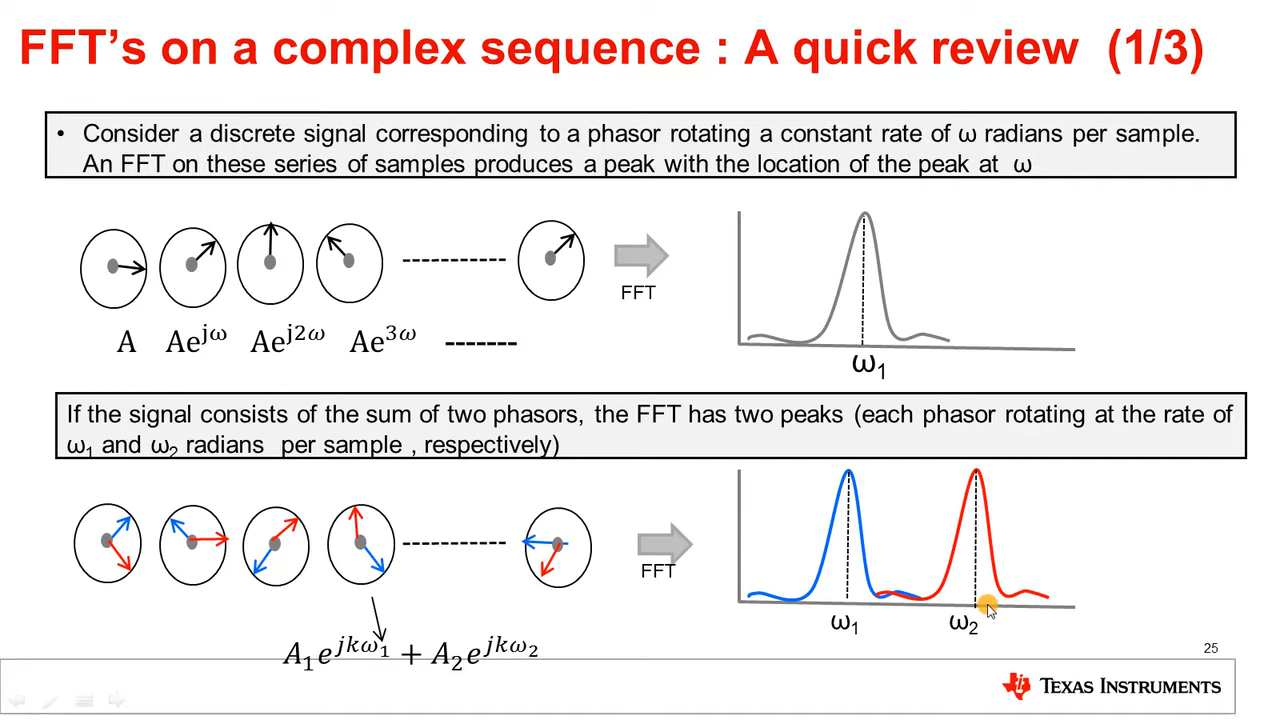 FFT's on a complex sequence : A quick review (1/3)
• Consider a discrete signal corresponding to a phasor rotating a constant rate of ω radians per sample.
An FFT on these series of samples produces a peak with the location of the peak at ω
FFT
A Ae^{jω} Ae^{j2ω} Ae^{3ω} -------
ω₁
If the signal consists of the sum of two phasors, the FFT has two peaks (each phasor rotating at the rate of
ω₁ and ω₂ radians per sample , respectively)
FFT
ω₁ ω₂
A₁e^{jkω₁} + A₂e^{jkω₂}
25
TEXAS INSTRUMENTS